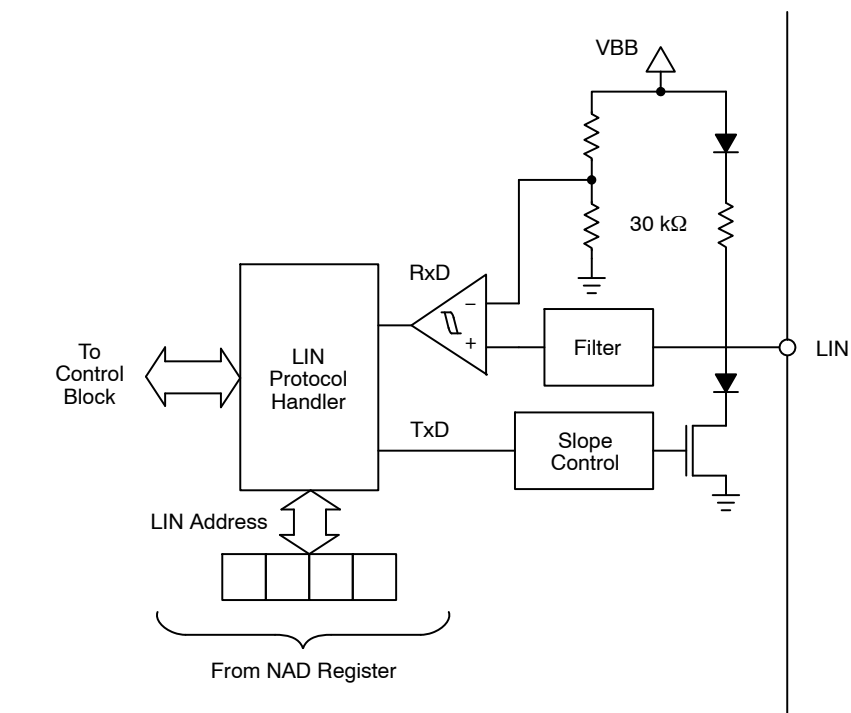 VBB
30 kΩ
RxD
−
+
Filter
LIN
To
Control
Block
LIN
Protocol
Handler
TxD
Slope
Control
LIN Address
From NAD Register